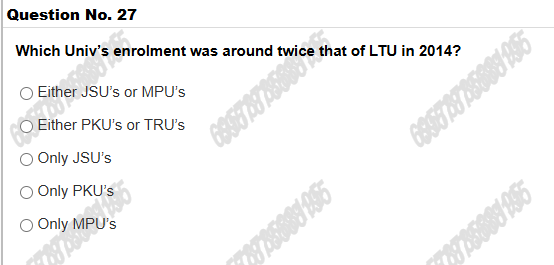 Question No. 27
Which Univ's enrolment was around twice that of LTU in 2014?
Either JSU's or MPU's
Either PKU's or TRU's
Only JSU's
Only PKU's
Only MPU's